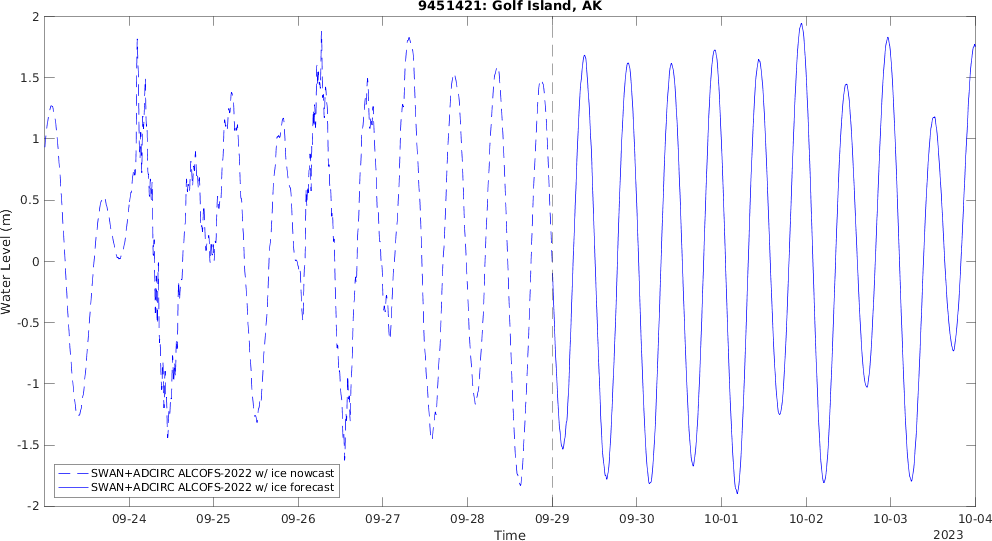 9451421: Golf Island, AK
2
1.5
1
0.5
0
-0.5
-1
-1.5
-2
Water Level (m)
SWAN+ADCIRC ALCOFS-2022 w/ ice nowcast
SWAN+ADCIRC ALCOFS-2022 w/ ice forecast
09-24 09-25 09-26 09-27 09-28 09-29 09-30 10-01 10-02 10-03 10-04
Time
2023